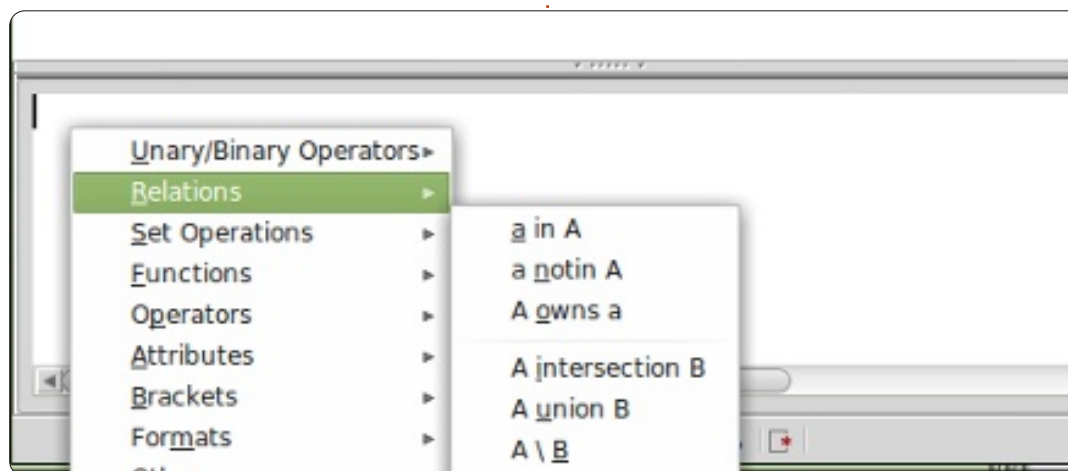 Unary/Binary Operators
Relations
Set Operations
Functions
Operators
Attributes
Brackets
Formats
a in A
a notin A
A owns a
A intersection B
A union B
A \ B